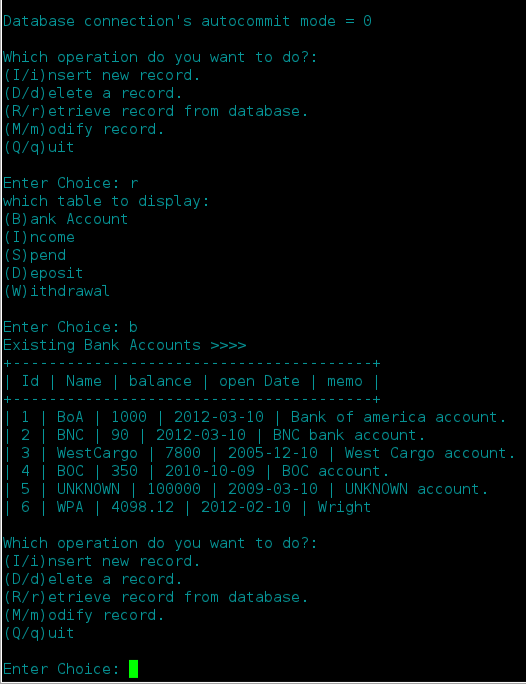 Database connection's autocommit mode = 0
Which operation do you want to do?:
(I/i)nsert new record.
(D/d)elete a record.
(R/r)etrieve record from database.
(M/m)odify record.
(Q/q)uit
Enter Choice: r
which table to display:
(B)ank Account
(I)ncome
(S)pend
(D)eposit
(W)ithdrawal
Enter Choice: b
Existing Bank Accounts >>>>
+---------------------------------------+
| Id | Name | balance | open Date | memo |
+---------------------------------------+
| 1 | BoA | 1000 | 2012-03-10 | Bank of america account.
| 2 | BNC | 90 | 2012-03-10 | BNC bank account.
| 3 | WestCargo | 7800 | 2005-12-10 | West Cargo account.
| 4 | BOC | 350 | 2010-10-09 | BOC account.
| 5 | UNKNOWN | 100000 | 2009-03-10 | UNKNOWN account.
| 6 | WPA | 4098.12 | 2012-02-10 | Wright
Which operation do you want to do?:
(I/i)nsert new record.
(D/d)elete a record.
(R/r)etrieve record from database.
(M/m)odify record.
(Q/q)uit
Enter Choice: